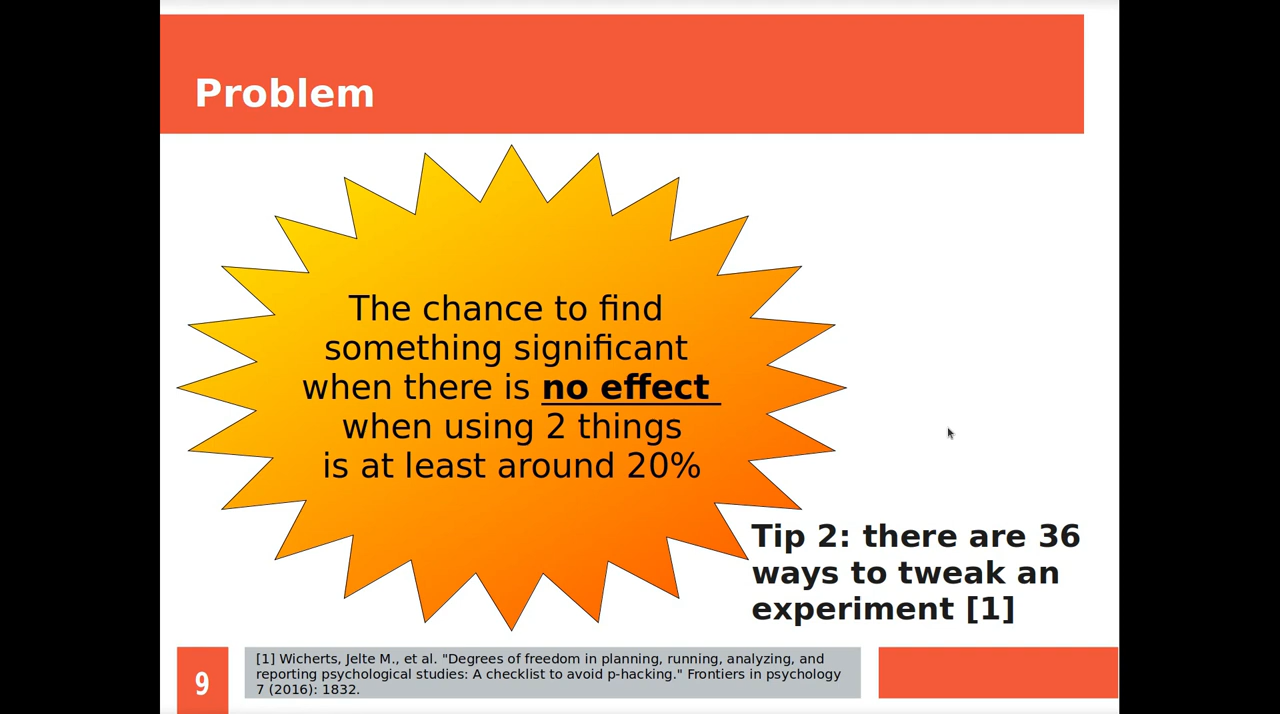 Problem
The chance to find
something significant
when there is no effect
when using 2 things
is at least around 20%
Tip 2: there are 36
ways to tweak an
experiment [1]
9
[1] Wicherts, Jelte M., et al. "Degrees of freedom in planning, running, analyzing, and
reporting psychological studies: A checklist to avoid p-hacking." Frontiers in psychology
7 (2016): 1832.